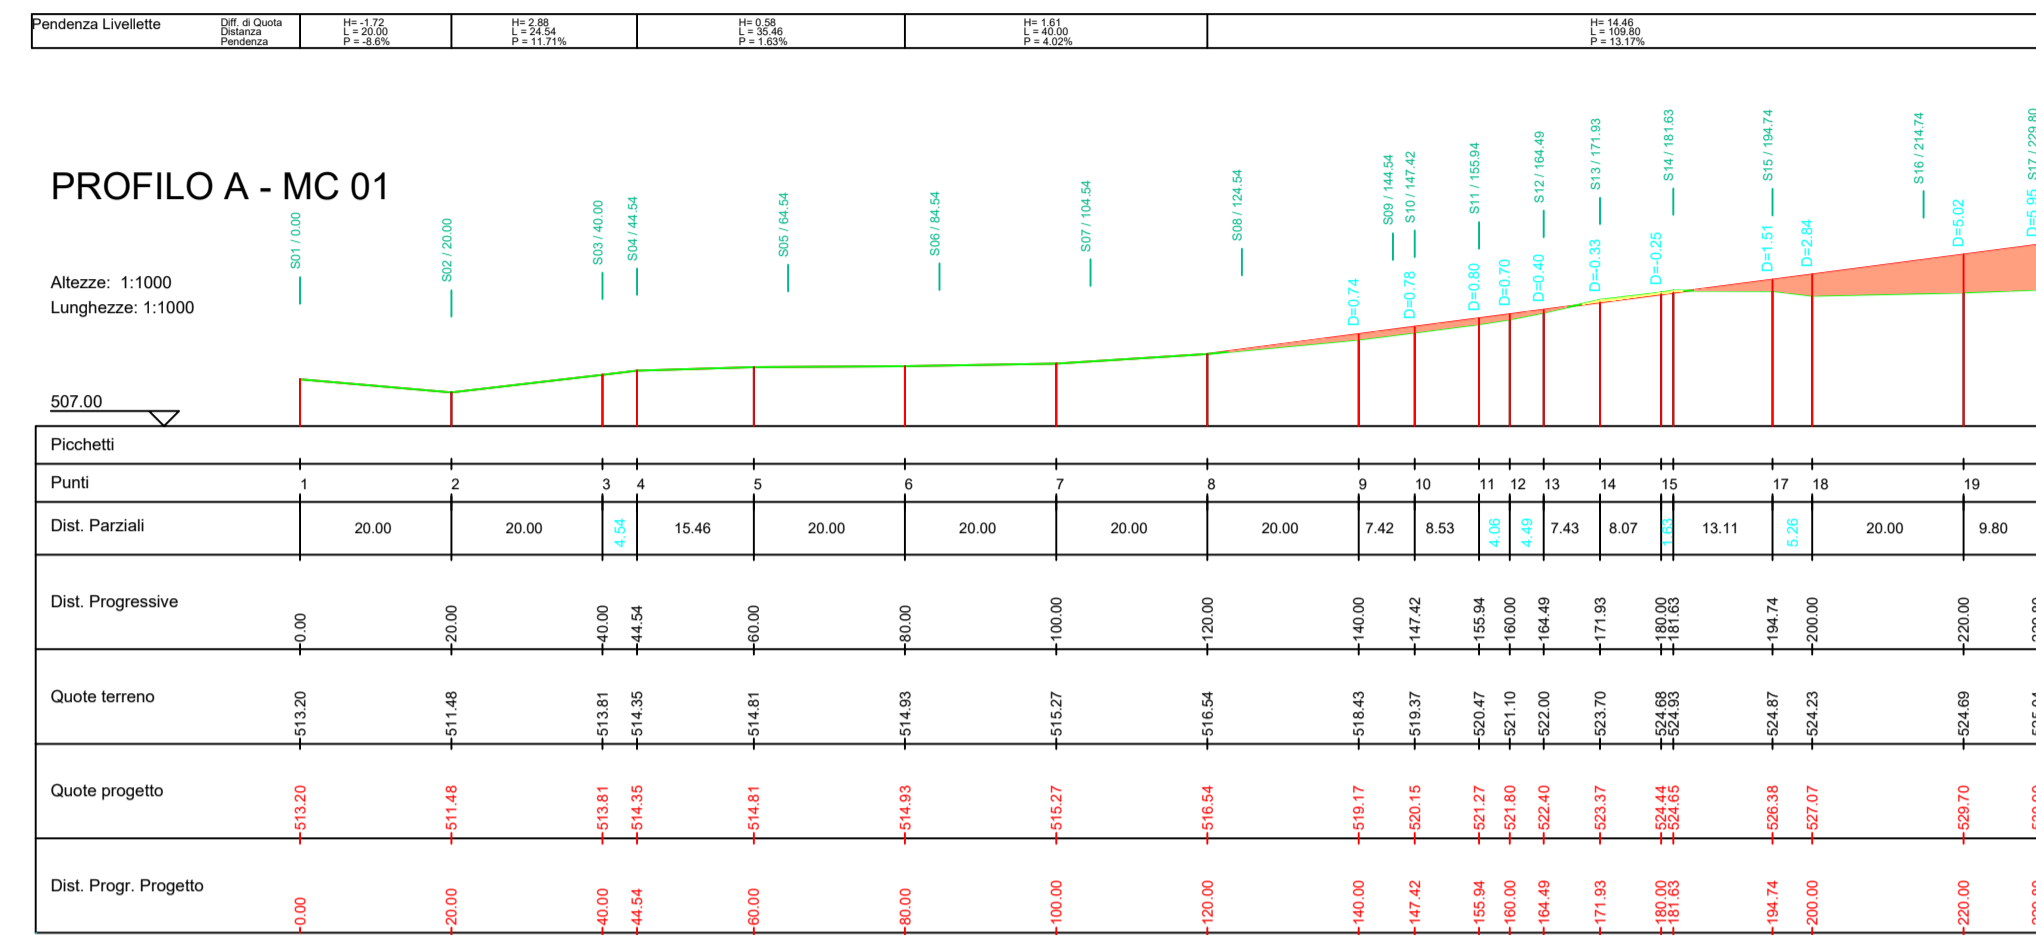 Pendenza Livellette
Diff. di Quota
Distanza
Pendenza
H= -1.72
L = 20.00
P = -8.6%
H= 2.88
L = 24.54
P = 11.71%
H= 0.58
L = 35.46
P = 1.63%
H= 1.61
L = 40.00
P = 4.02%
H= 14.46
L = 109.80
P = 13.17%
PROFILO A - MC 01
Altezze: 1:1000
Lunghezze: 1:1000
507.00
S01 / 0.00
S02 / 20.00
S03 / 40.00
S04 / 44.54
S05 / 64.54
S06 / 84.54
S07 / 104.54
S08 / 124.54
S09 / 144.54
S10 / 147.42
S11 / 155.94
S12 / 164.49
S13 / 171.93
S14 / 181.63
S15 / 194.74
S16 / 214.74
S17 / 229.80
D=0.74
D=0.78
D=0.80
D=0.70
D=0.40
D=-0.33
D=-0.25
D=1.51
D=2.84
D=5.02
D=5.95
Picchetti
Punti 1 2 3 4 5 6 7 8 9 10 11 12 13 14 15 17 18 19
Dist. Parziali 20.00 20.00 4.54 15.46 20.00 20.00 20.00 20.00 7.42 8.53 4.06 4.49 7.43 8.07 1.63 13.11 5.26 20.00 9.80
Dist. Progressive 0.00 20.00 40.00 44.54 60.00 80.00 100.00 120.00 140.00 147.42 155.94 160.00 164.49 171.93 180.00 181.63 194.74 200.00 220.00
Quote terreno 513.20 511.48 513.81 514.35 514.81 514.93 515.27 516.54 518.43 519.37 520.47 521.10 522.00 523.70 524.68 524.93 524.87 524.23 524.69
Quote progetto 513.20 511.48 513.81 514.35 514.81 514.93 515.27 516.54 519.17 520.15 521.27 521.80 522.40 523.37 524.44 524.65 526.38 527.07 529.70
Dist. Progr. Progetto 0.00 20.00 40.00 44.54 60.00 80.00 100.00 120.00 140.00 147.42 155.94 160.00 164.49 171.93 180.00 181.63 194.74 200.00 220.00